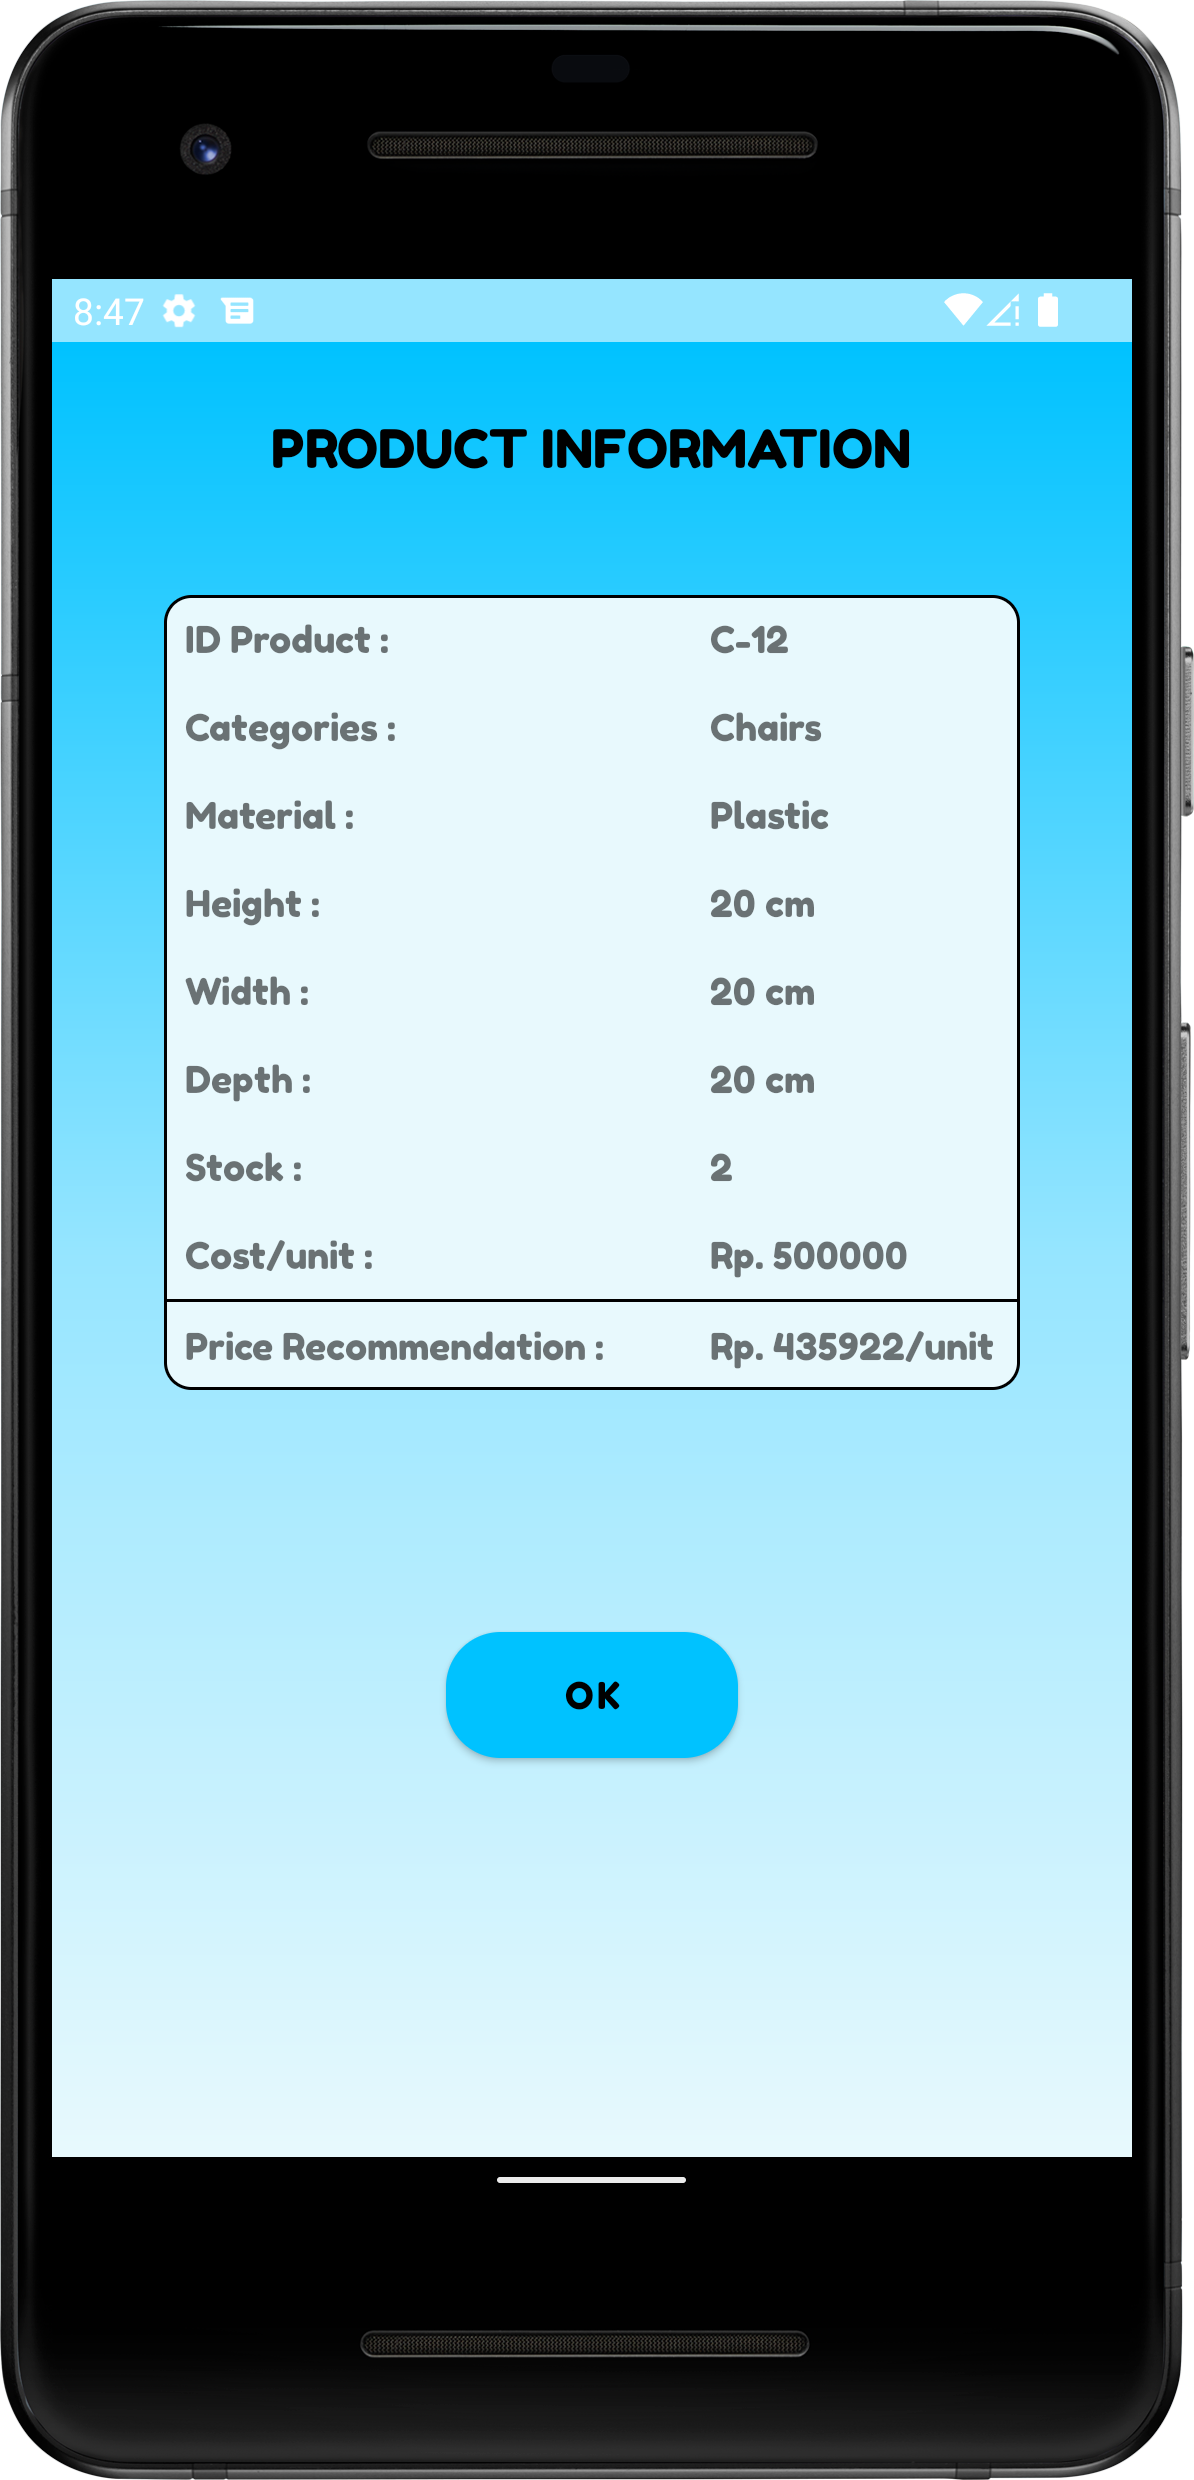 8:47
PRODUCT INFORMATION
ID Product : C-12
Categories : Chairs
Material : Plastic
Height : 20 cm
Width : 20 cm
Depth : 20 cm
Stock : 2
Cost/unit : Rp. 500000
Price Recommendation : Rp. 435922/unit
OK